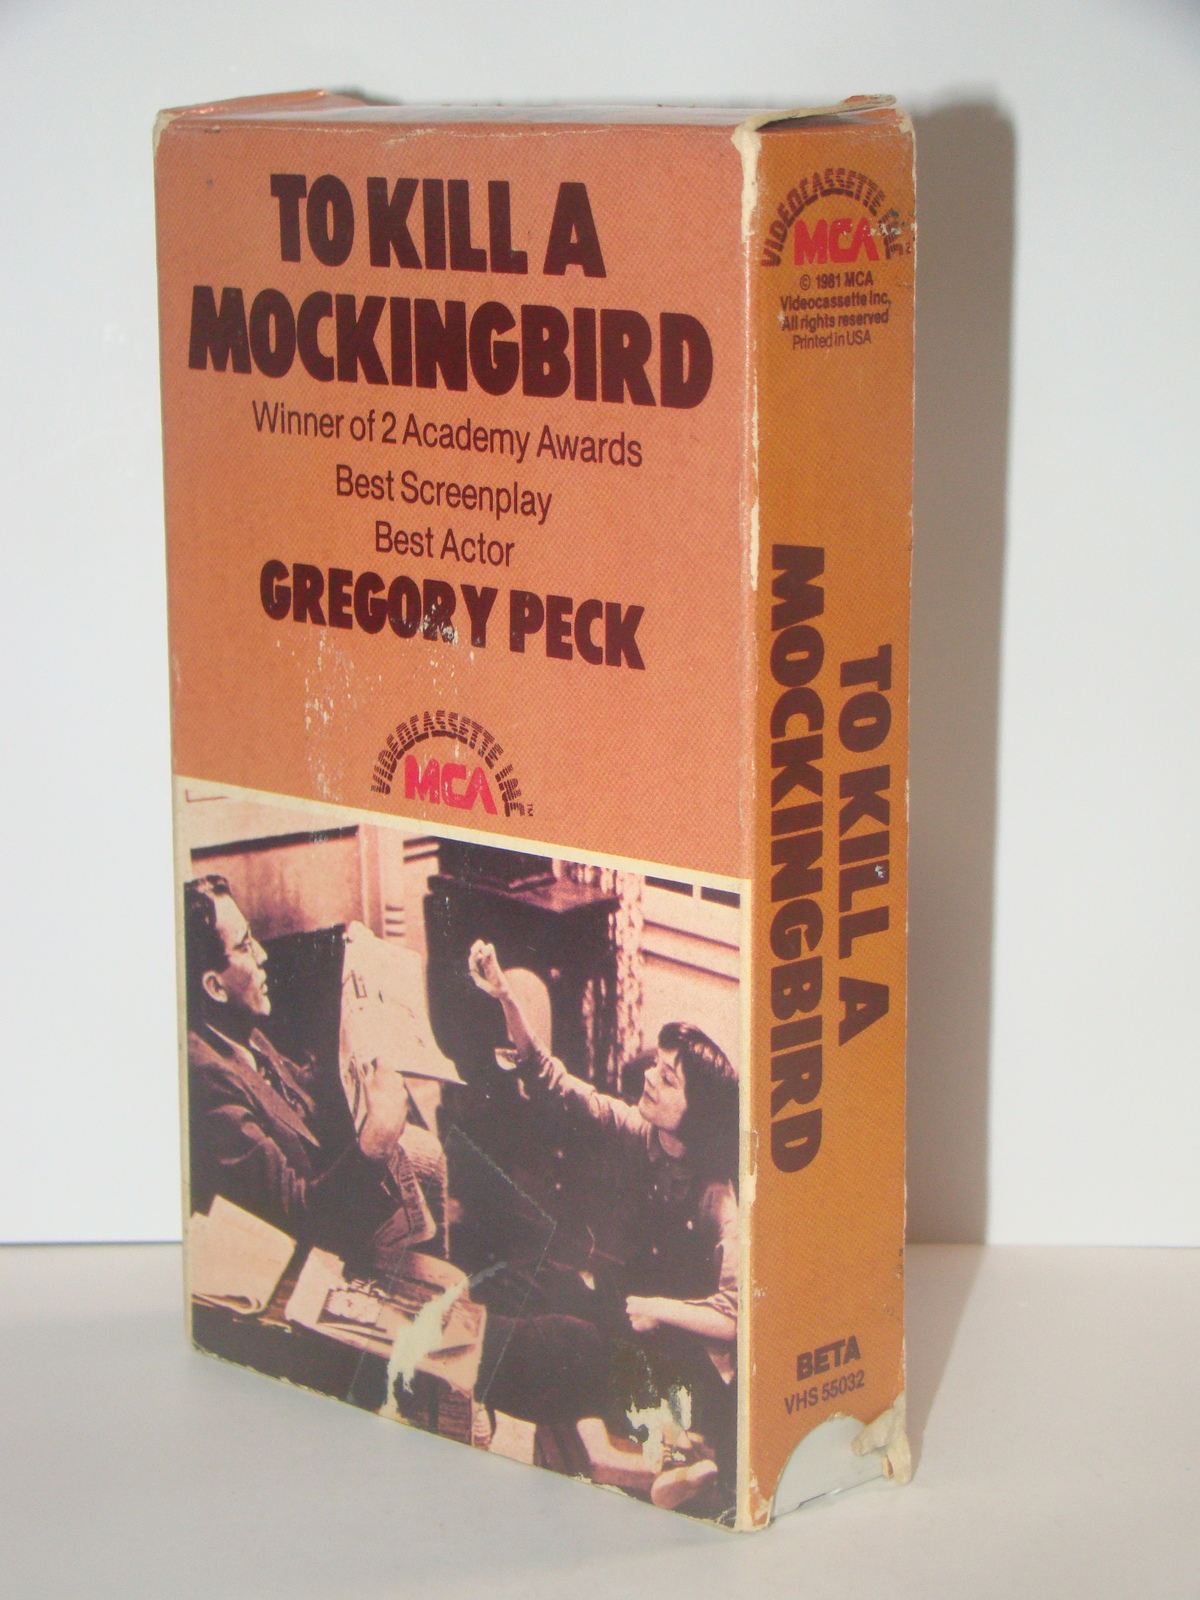 TO KILL A
MOCKINGBIRD
Winner of 2 Academy Awards
Best Screenplay
Best Actor
GREGORY PECK
VIDEOCASSETTE INC
MCA
TM
VIDEOCASSETTE INC
MCA
© 1981 MCA
Videocassette Inc,
All rights reserved
Printed in USA
TO KILL A
MOCKINGBIRD
BETA
VHS 55032